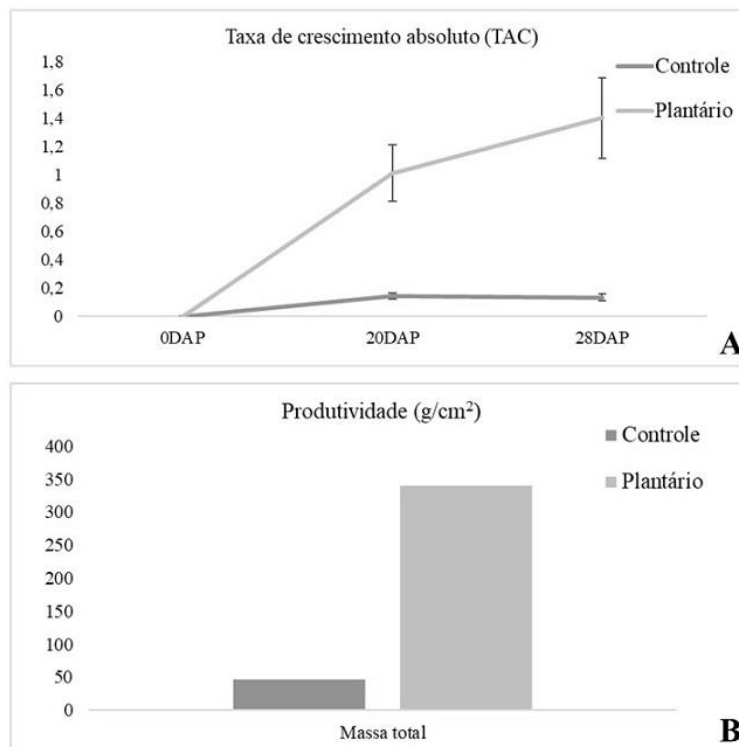 Taxa de crescimento absoluto (TAC)
1,8
1,6
1,4
1,2
1
0,8
0,6
0,4
0,2
0
0DAP
20DAP
28DAP
Controle
Plantário
A
Produtividade (g/cm²)
400
350
300
250
200
150
100
50
0
Massa total
Controle
Plantário
B